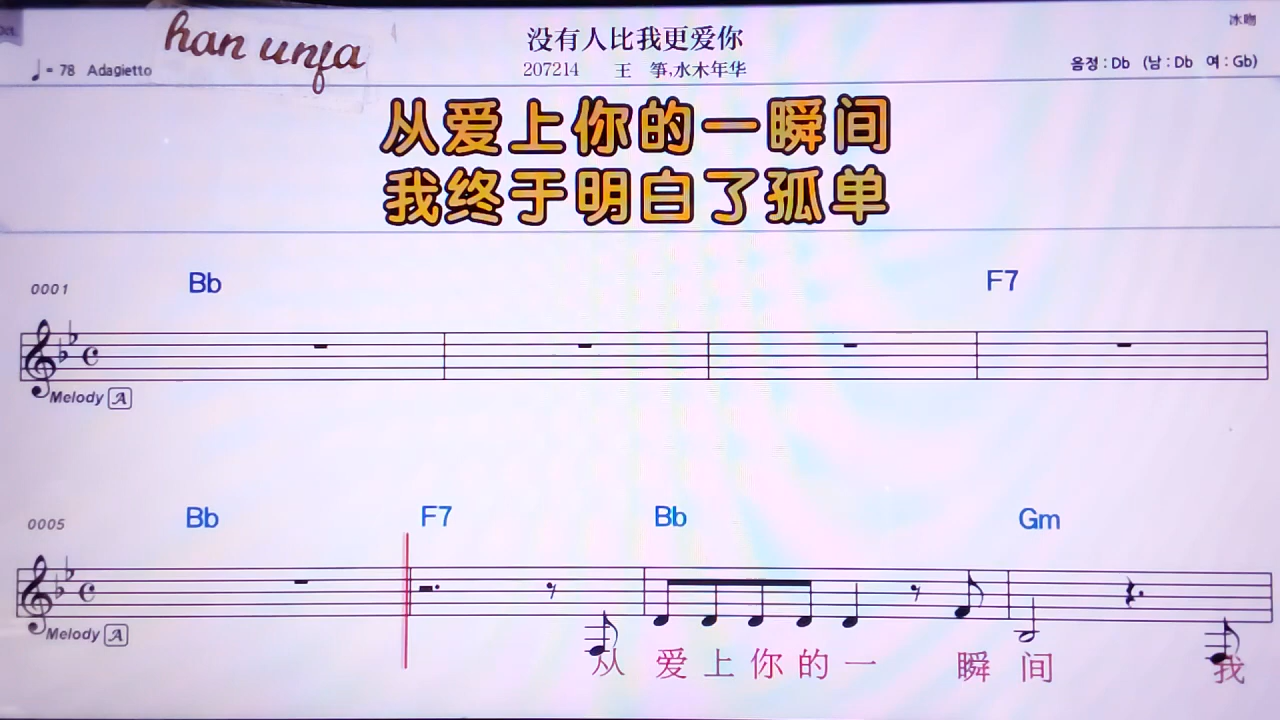 han unfa
没有人比我更爱你
冰吻
♩= 78 Adagietto
207214 王 筝,水木年华
음정 : Db (남 : Db 여 : Gb)
从爱上你的一瞬间
我终于明白了孤单
0001 Bb F7
Melody A
0005 Bb F7 Bb Gm
Melody A
从 爱 上 你 的 一 瞬 间 我